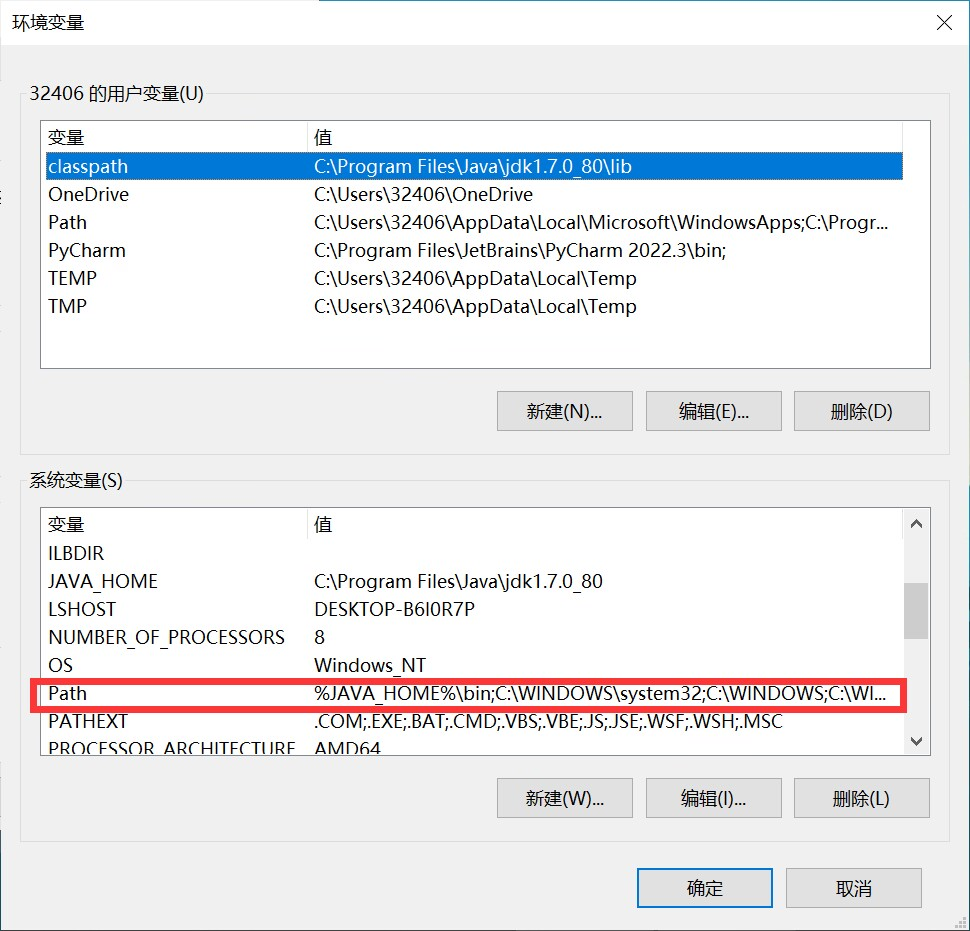 环境变量
32406 的用户变量(U)
变量 值
classpath C:\Program Files\Java\jdk1.7.0_80\lib
OneDrive C:\Users\32406\OneDrive
Path C:\Users\32406\AppData\Local\Microsoft\WindowsApps;C:\Progr...
PyCharm C:\Program Files\JetBrains\PyCharm 2022.3\bin;
TEMP C:\Users\32406\AppData\Local\Temp
TMP C:\Users\32406\AppData\Local\Temp
新建(N)... 编辑(E)... 删除(D)
系统变量(S)
变量 值
ILBDIR
JAVA_HOME C:\Program Files\Java\jdk1.7.0_80
LSHOST DESKTOP-B6I0R7P
NUMBER_OF_PROCESSORS 8
OS Windows_NT
Path %JAVA_HOME%\bin;C:\WINDOWS\system32;C:\WINDOWS;C:\WI...
PATHEXT .COM;.EXE;.BAT;.CMD;.VBS;.VBE;.JS;.JSE;.WSF;.WSH;.MSC
PROCESSOR_ARCHITECTURE AMD64
新建(W)... 编辑(I)... 删除(L)
确定 取消